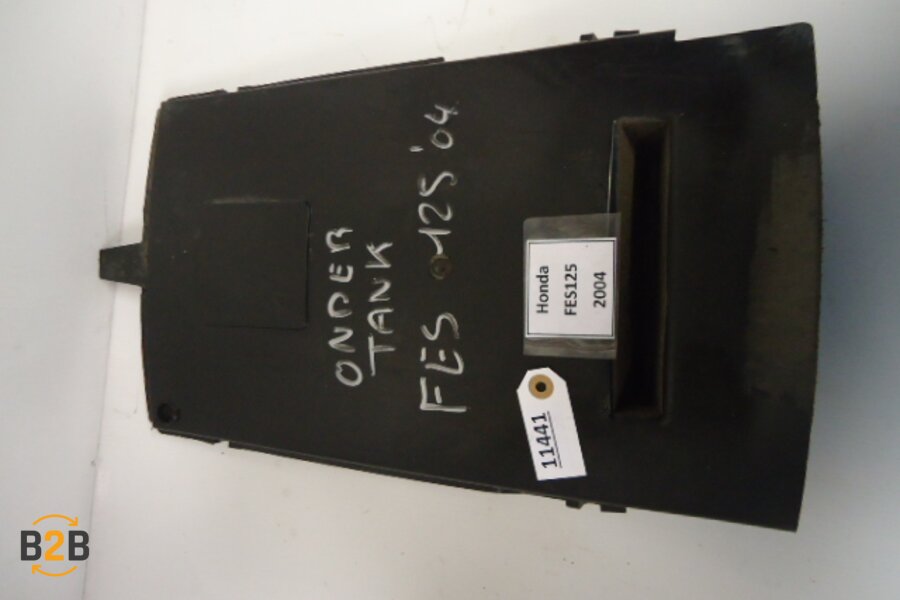 ONDER
TANK
FES 125 '04
Honda
FES125
2004
11441
B2B